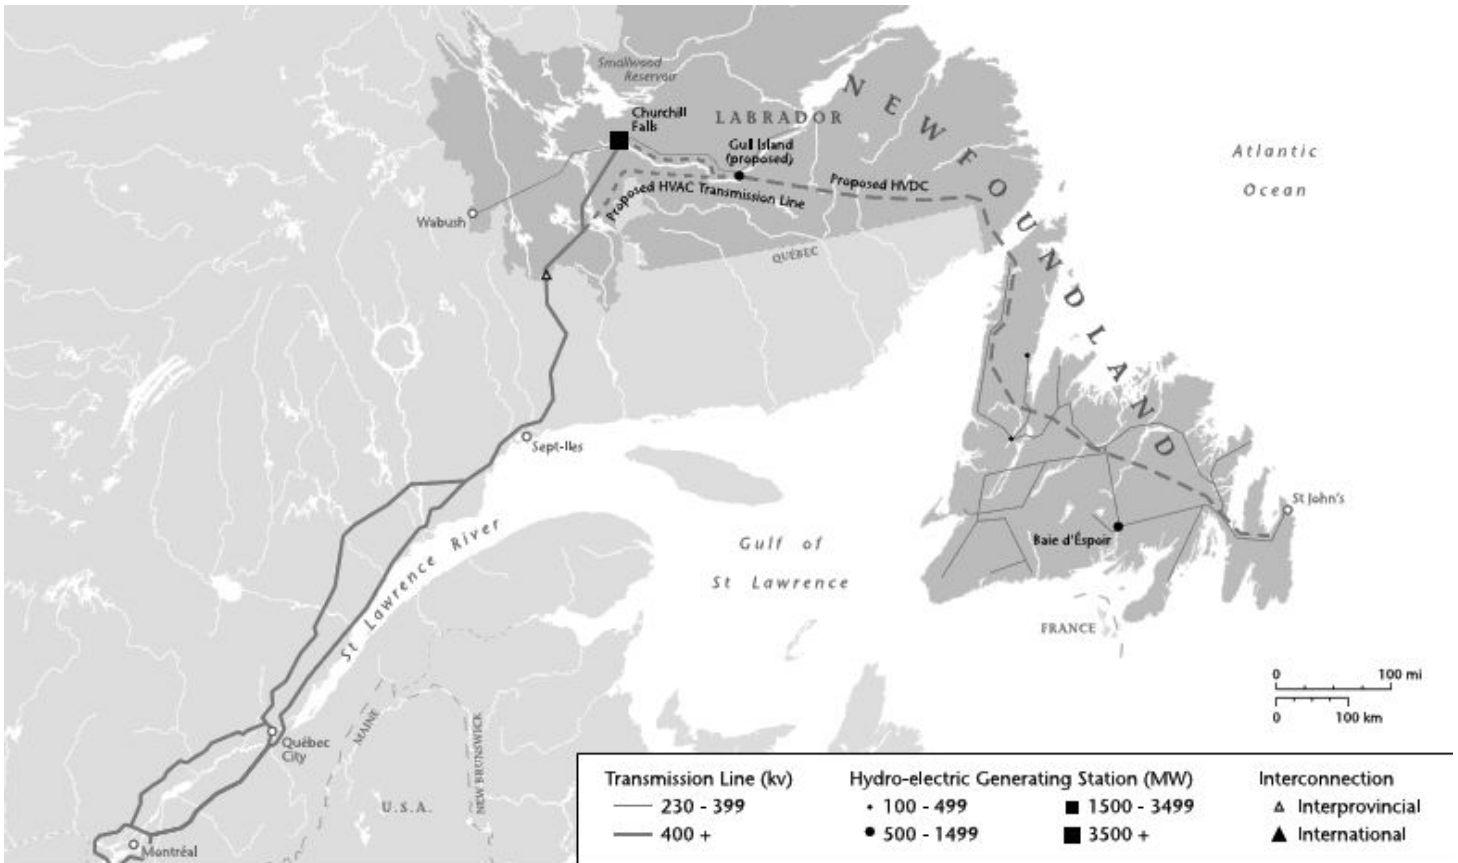 Smallwood
Reservoir
Churchill
Falls
LABRADOR
NEWFOUNDLAND
Gull Island
(proposed)
Atlantic
Ocean
Proposed HVDC
Proposed HVAC Transmission Line
Wabush
QUÉBEC
Sept-Iles
St John's
Baie d'Éspoir
Gulf of
St Lawrence
St Lawrence River
FRANCE
0 100 mi
0 100 km
Québec
City
MAINE
NEW BRUNSWICK
U.S.A.
Montréal
Transmission Line (kv)
230 - 399
400 +
Hydro-electric Generating Station (MW)
100 - 499
500 - 1499
1500 - 3499
3500 +
Interconnection
Interprovincial
International